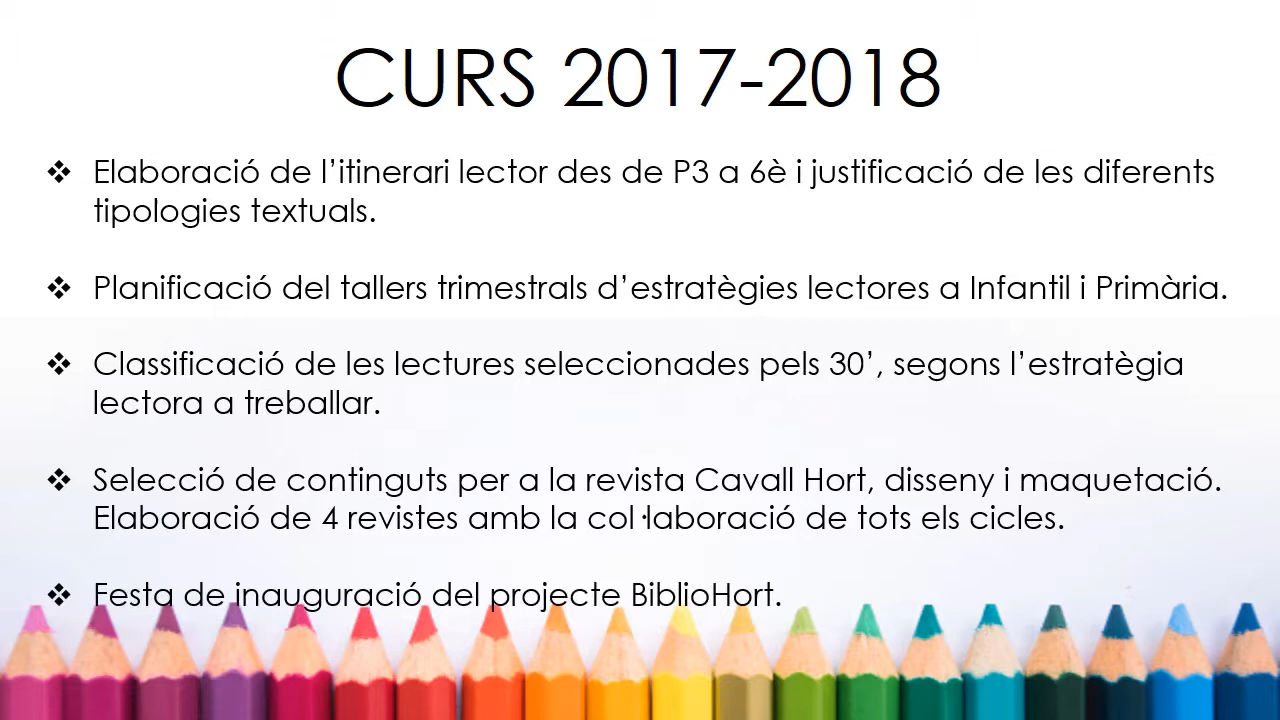 CURS 2017-2018
❖ Elaboració de l’itinerari lector des de P3 a 6è i justificació de les diferents
tipologies textuals.
❖ Planificació del tallers trimestrals d’estratègies lectores a Infantil i Primària.
❖ Classificació de les lectures seleccionades pels 30’, segons l’estratègia
lectora a treballar.
❖ Selecció de continguts per a la revista Cavall Hort, disseny i maquetació.
Elaboració de 4 revistes amb la col·laboració de tots els cicles.
❖ Festa de inauguració del projecte BiblioHort.